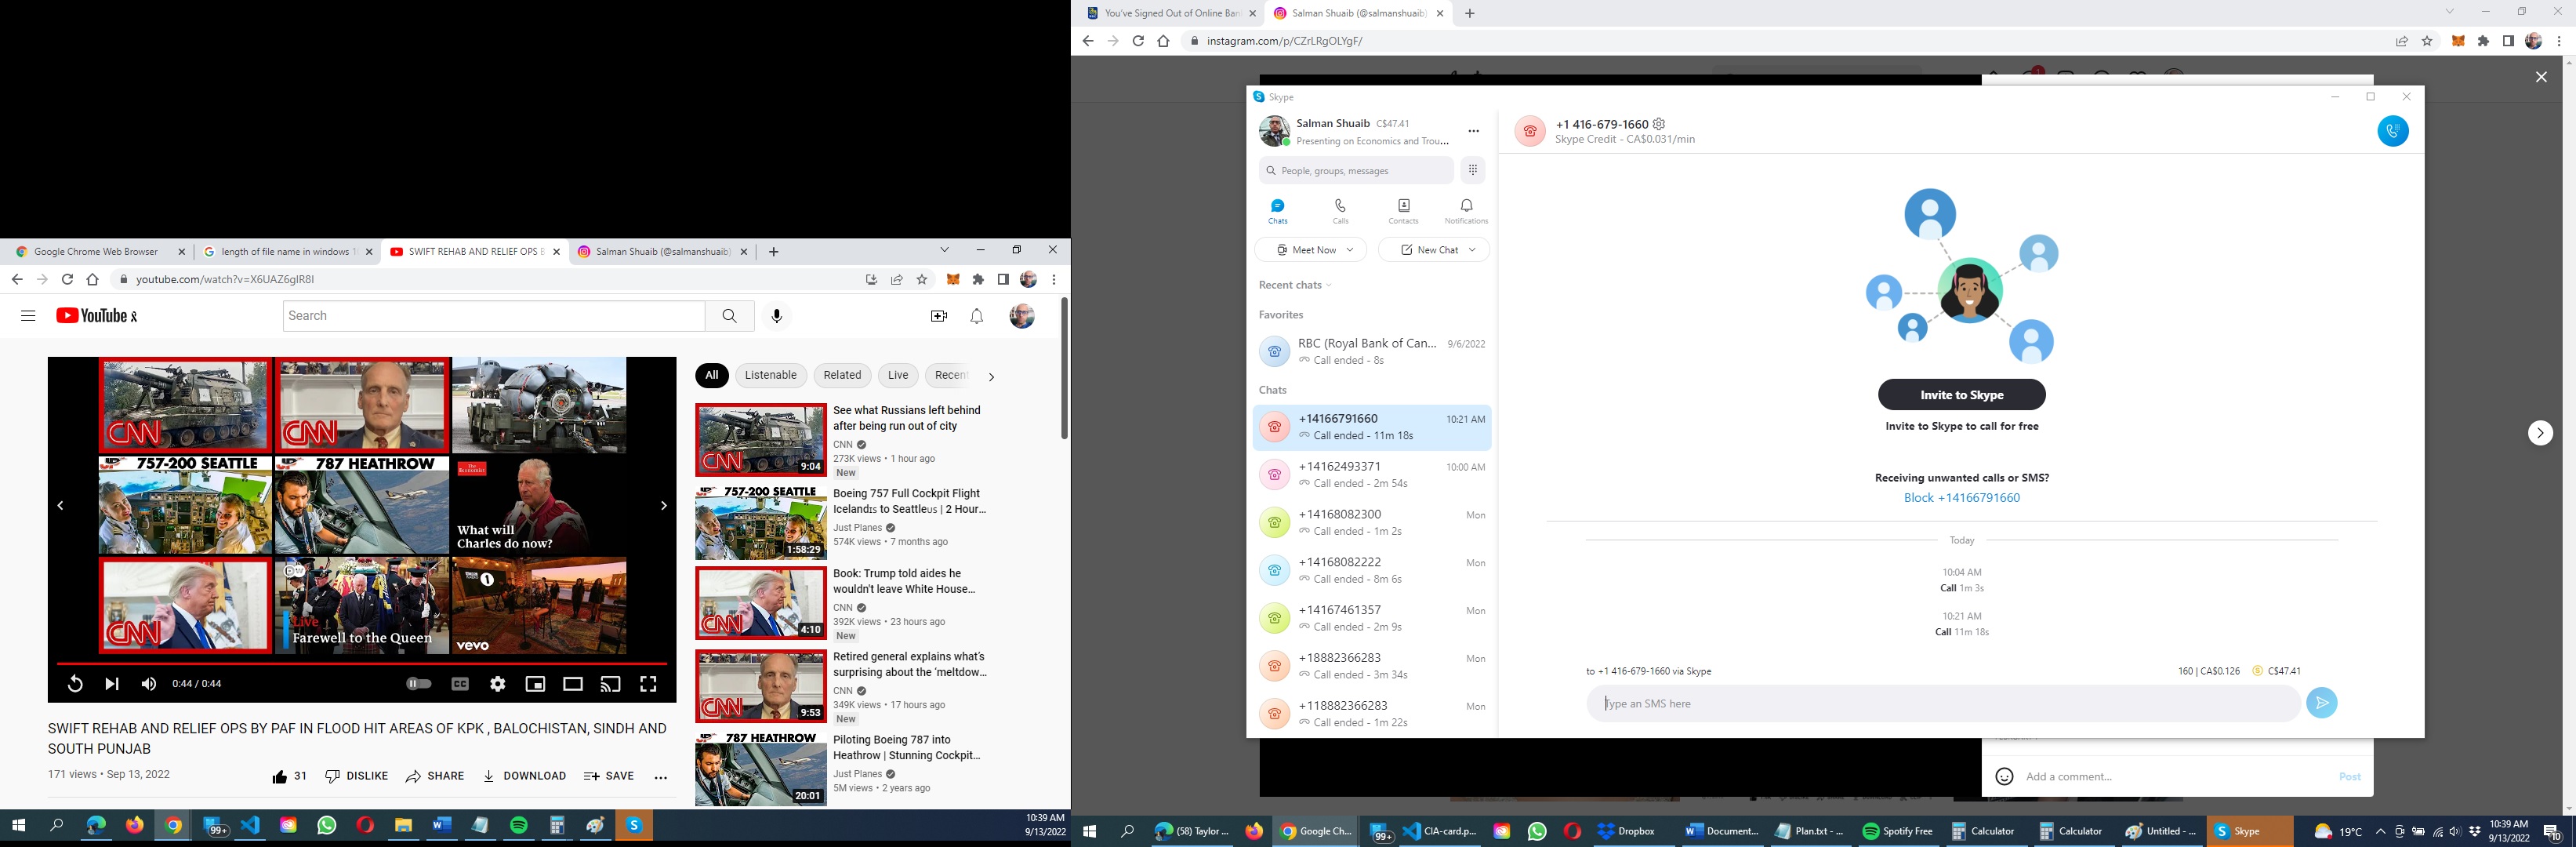 Google Chrome Web Browser
length of file name in windows 1
SWIFT REHAB AND RELIEF OPS B
Salman Shuaib (@salmanshuaib)
youtube.com/watch?v=X6UAZ6gIR8I
YouTube
Search
CNN
CNN
757-200 SEATTLE
787 HEATHROW
The Economist
What will
Charles do now?
CNN
Live
Farewell to the Queen
1
vevo
0:44 / 0:44
SWIFT REHAB AND RELIEF OPS BY PAF IN FLOOD HIT AREAS OF KPK , BALOCHISTAN, SINDH AND
SOUTH PUNJAB
171 views • Sep 13, 2022
31
DISLIKE
SHARE
DOWNLOAD
SAVE
All
Listenable
Related
Live
Recent
CNN
9:04
See what Russians left behind
after being run out of city
CNN
273K views • 1 hour ago
New
757-200 SEATTLE
1:58:29
Boeing 757 Full Cockpit Flight
Icelandis to Seattleus | 2 Hour...
Just Planes
574K views • 7 months ago
CNN
4:10
Book: Trump told aides he
wouldn't leave White House...
CNN
392K views • 23 hours ago
New
CNN
9:53
Retired general explains what's
surprising about the 'meltdow...
CNN
349K views • 17 hours ago
New
787 HEATHROW
20:01
Piloting Boeing 787 into
Heathrow | Stunning Cockpit...
Just Planes
5M views • 2 years ago
99+
10:39 AM
9/13/2022
You've Signed Out of Online Ban
Salman Shuaib (@salmanshuaib)
instagram.com/p/CZrLRgOLYgF/
Skype
Salman Shuaib C$47.41
Presenting on Economics and Trou...
People, groups, messages
Chats
Calls
Contacts
Notifications
Meet Now
New Chat
Recent chats
Favorites
RBC (Royal Bank of Can... 9/6/2022
Call ended - 8s
Chats
+14166791660 10:21 AM
Call ended - 11m 18s
+14162493371 10:00 AM
Call ended - 2m 54s
+14168082300 Mon
Call ended - 1m 2s
+14168082222 Mon
Call ended - 8m 6s
+14167461357 Mon
Call ended - 2m 9s
+18882366283 Mon
Call ended - 3m 34s
+118882366283 Mon
Call ended - 1m 22s
+1 416-679-1660
Skype Credit - CA$0.031/min
Invite to Skype
Invite to Skype to call for free
Receiving unwanted calls or SMS?
Block +14166791660
Today
10:04 AM
Call 1m 3s
10:21 AM
Call 11m 18s
to +1 416-679-1660 via Skype
160 | CA$0.126 C$47.41
Type an SMS here
Add a comment...
Post
(58) Taylor ...
Google Ch...
99+
CIA-card.p...
Dropbox
Document...
Plan.txt - ...
Spotify Free
Calculator
Calculator
Untitled - ...
Skype
19°C
10:39 AM
9/13/2022
10